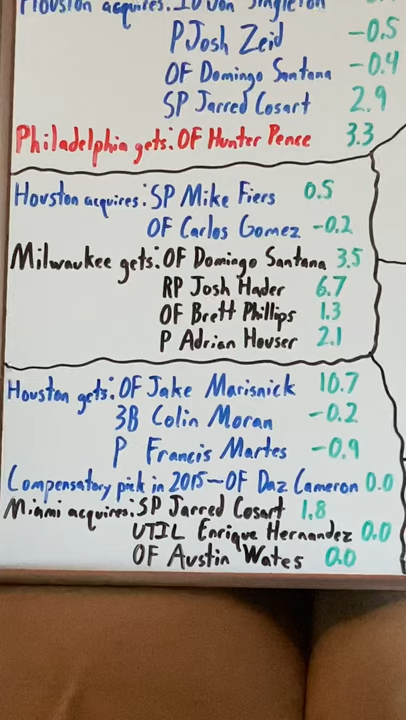 Houston acquires: 1B Jon Singleton
P Josh Zeid -0.5
OF Domingo Santana -0.4
SP Jarred Cosart 2.9
Philadelphia gets: OF Hunter Pence 3.3
Houston acquires: SP Mike Fiers 0.5
OF Carlos Gomez -0.2
Milwaukee gets: OF Domingo Santana 3.5
RP Josh Hader 6.7
OF Brett Phillips 1.3
P Adrian Houser 2.1
Houston gets: OF Jake Marisnick 10.7
3B Colin Moran -0.2
P Francis Martes -0.9
Compensatory pick in 2015-OF Daz Cameron 0.0
Miami acquires: SP Jarred Cosart 1.8
UTIL Enrique Hernandez 0.0
OF Austin Wates 0.0